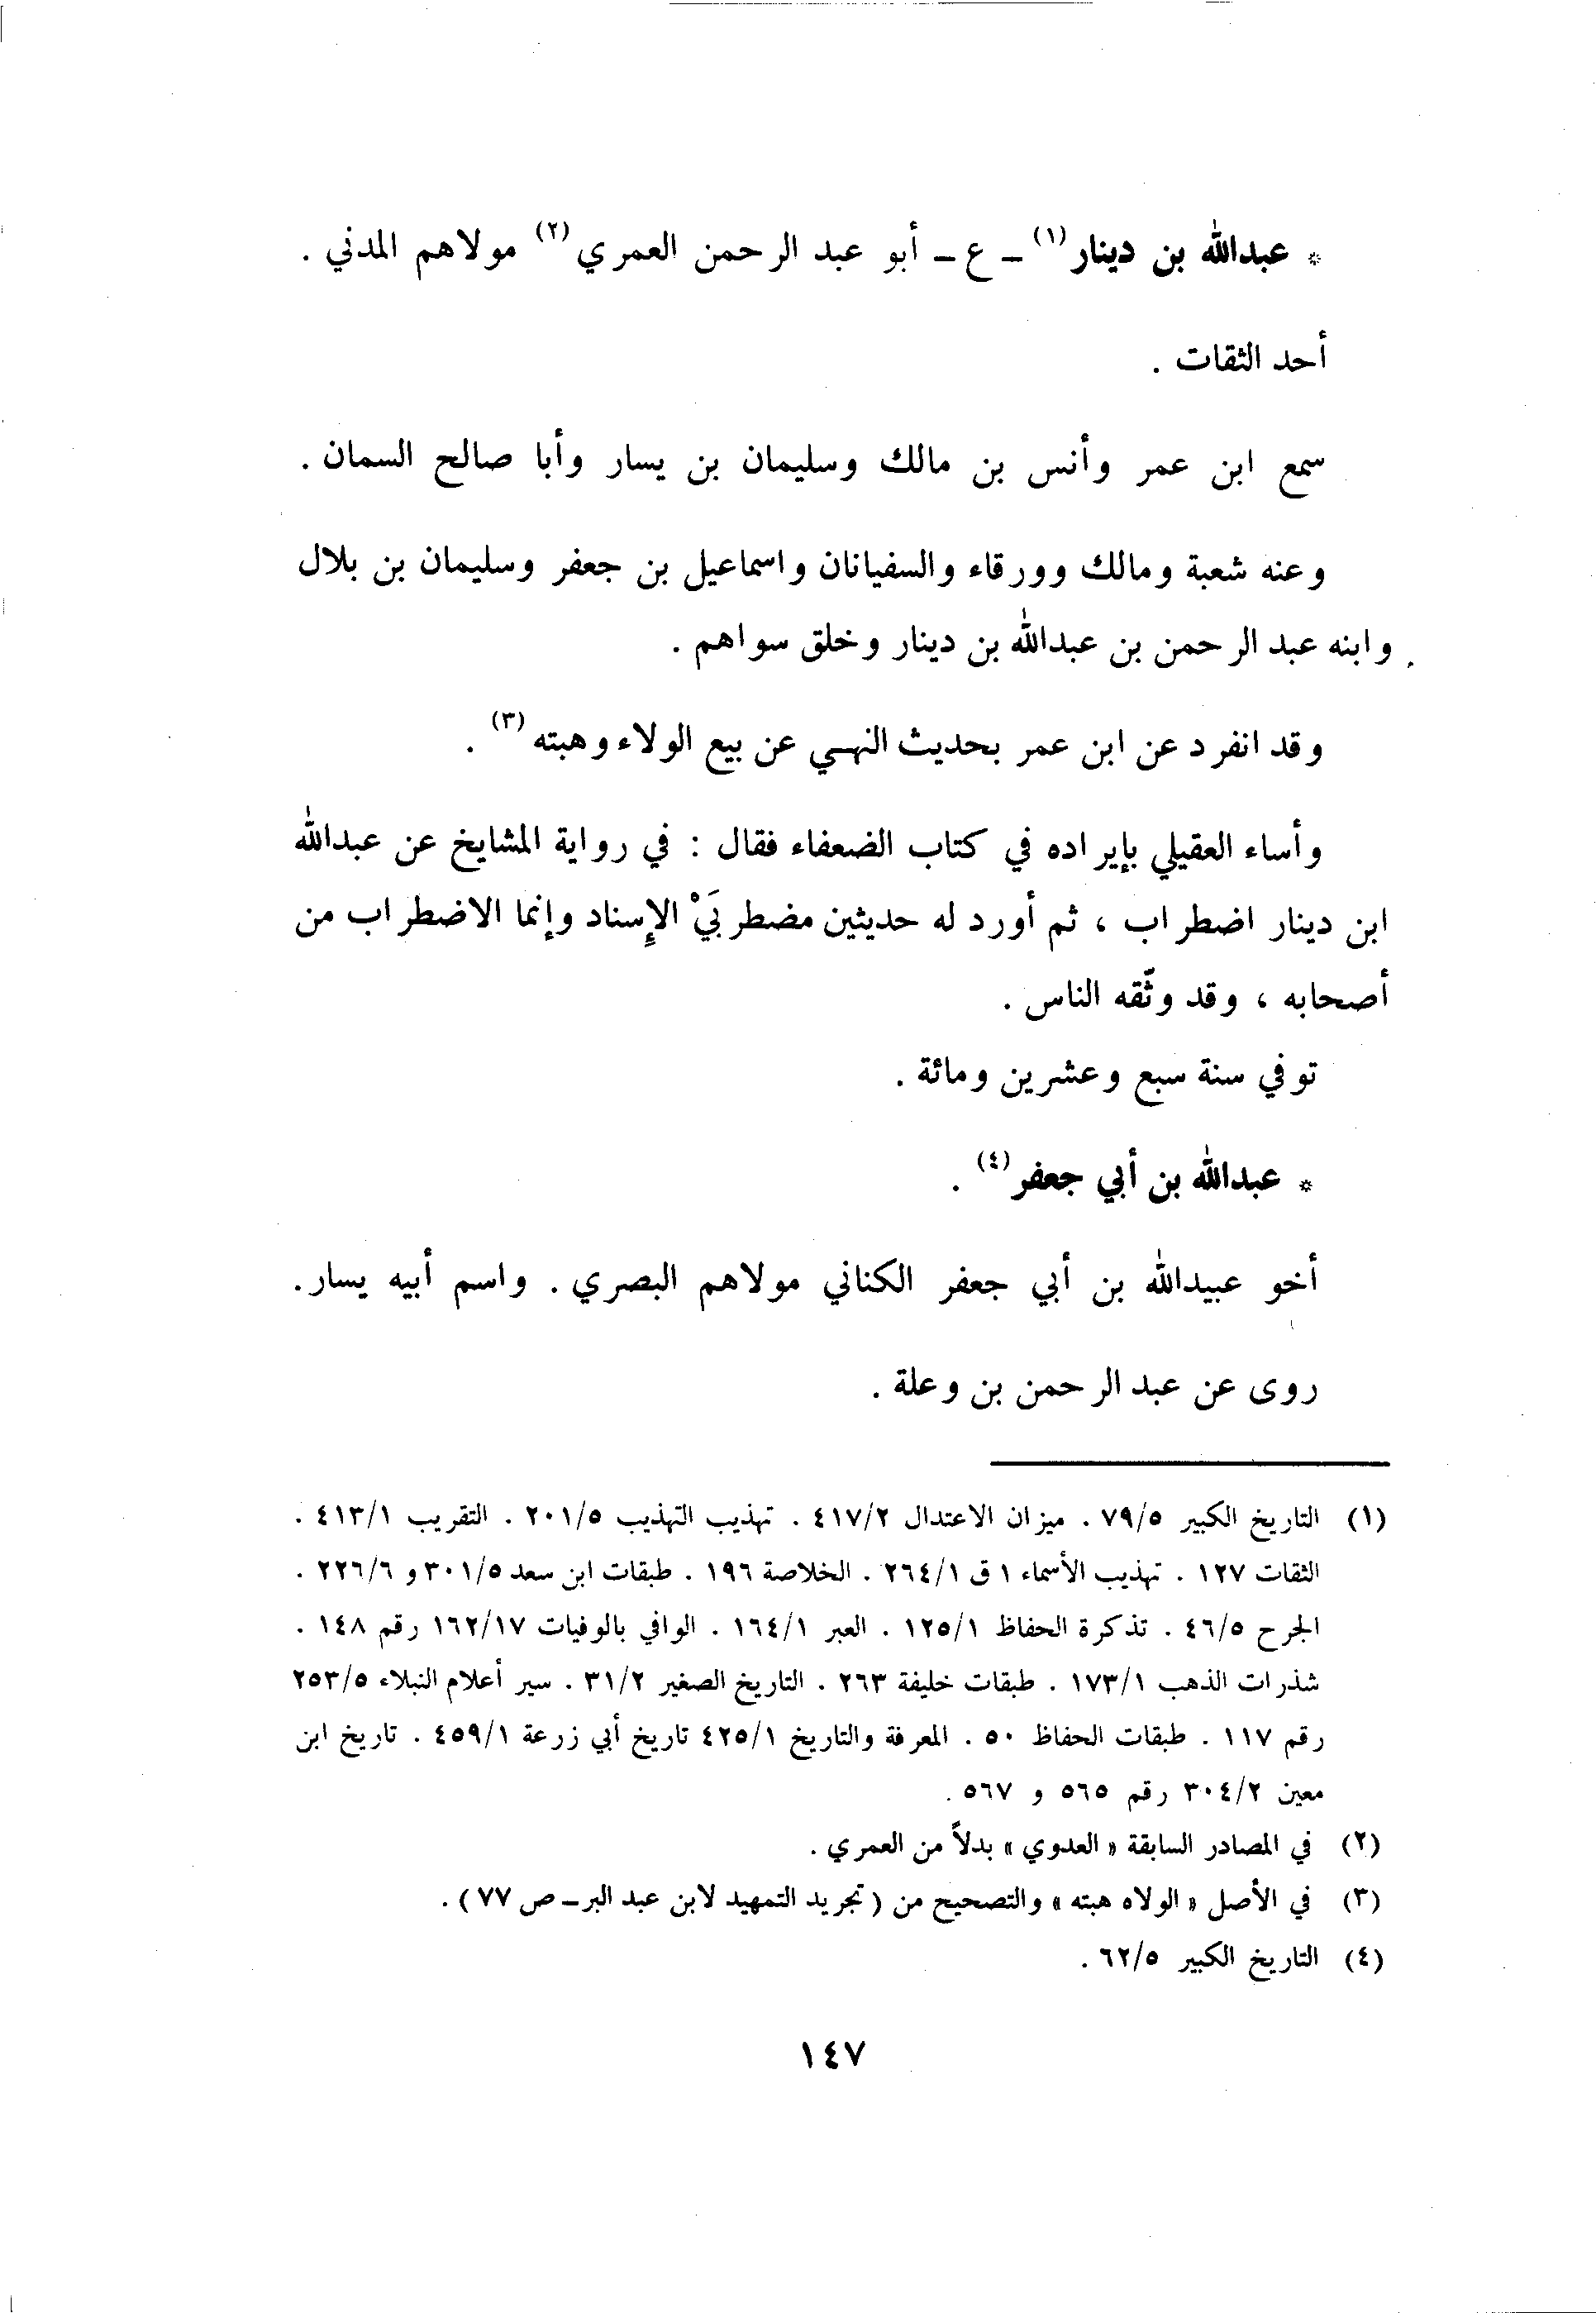 * عبدالله بن دينار (١) ـ ع ـ أبو عبد الرحمن العمري (٢) مولاهم المدني .
أحد الثقات .
سمع ابن عمر وأنس بن مالك وسليمان بن يسار وأبا صالح السمان .
وعنه شعبة ومالك وورقاء والسفيانان واسماعيل بن جعفر وسليمان بن بلال
وابنه عبد الرحمن بن عبدالله بن دينار وخلق سواهم .
وقد انفرد عن ابن عمر بحديث النهي عن بيع الولاء وهبته (٣) .
وأساء العقيلي بإيراده في كتاب الضعفاء فقال : في رواية المشايخ عن عبدالله
ابن دينار اضطراب ، ثم أورد له حديثين مضطربَيْ الإسناد وإنما الاضطراب من
أصحابه ، وقد وثّقه الناس .
توفي سنة سبع وعشرين ومائة .
* عبدالله بن أبي جعفر (٤) .
أخو عبيدالله بن أبي جعفر الكناني مولاهم البصري . واسم أبيه يسار .
روى عن عبد الرحمن بن وعلة .
(١) التاريخ الكبير ٧٩/٥ . ميزان الاعتدال ٤١٧/٢ . تهذيب التهذيب ٢٠١/٥ . التقريب ٤١٣/١ .
الثقات ١٢٧ . تهذيب الأسماء ١ ق ٢٦٤/١ . الخلاصة ١٩٦ . طبقات ابن سعد ٣٠١/٥ و ٢٢٦/٦ .
الجرح ٤٦/٥ . تذكرة الحفاظ ١٢٥/١ . العبر ١٦٤/١ . الوافي بالوفيات ١٦٢/١٧ رقم ١٤٨ .
شذرات الذهب ١٧٣/١ . طبقات خليفة ٢٦٣ . التاريخ الصغير ٣١/٢ . سير أعلام النبلاء ٢٥٣/٥
رقم ١١٧ . طبقات الحفاظ ٥٠ . المعرفة والتاريخ ٤٢٥/١ تاريخ أبي زرعة ٤٥٩/١ . تاريخ ابن
معين ٣٠٤/٢ رقم ٥٦٥ و ٥٦٧ .
(٢) في المصادر السابقة « العدوي » بدلاً من العمري .
(٣) في الأصل « الولاه هبته » والتصحيح من ( تجريد التمهيد لابن عبد البر ـ ص ٧٧ ) .
(٤) التاريخ الكبير ٦٢/٥ .
١٤٧